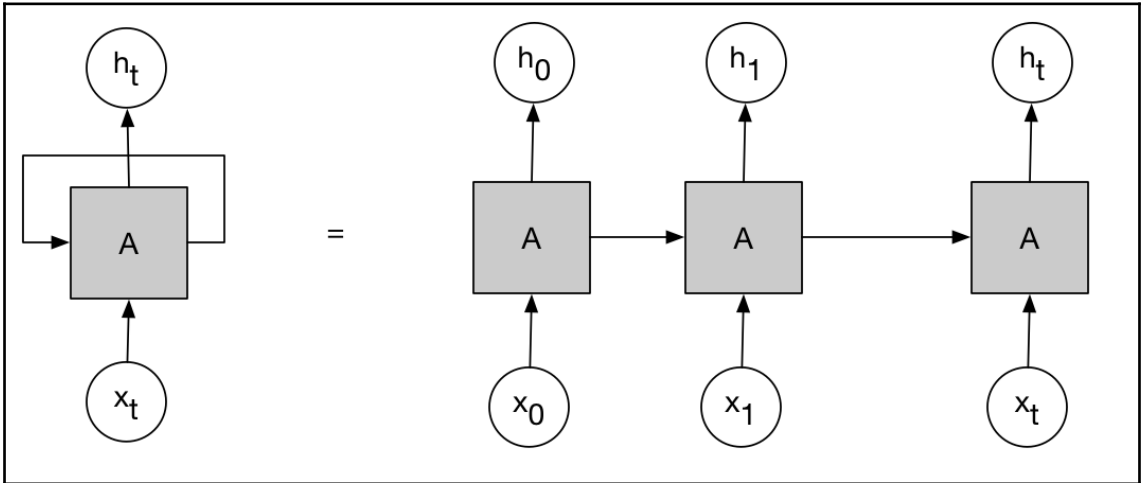 hₜ h₀ h₁ hₜ
A = A A A
xₜ x₀ x₁ xₜ